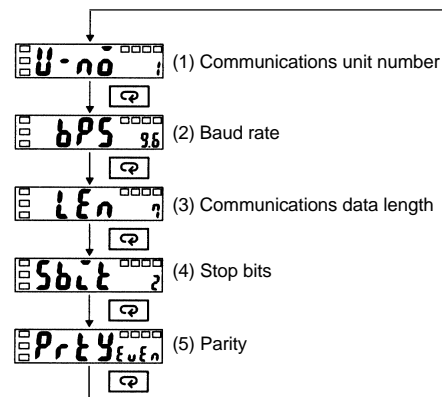 U-no 1 (1) Communications unit number
bPS 9.6 (2) Baud rate
LEn 7 (3) Communications data length
Sbit 2 (4) Stop bits
PrtY EvEn (5) Parity